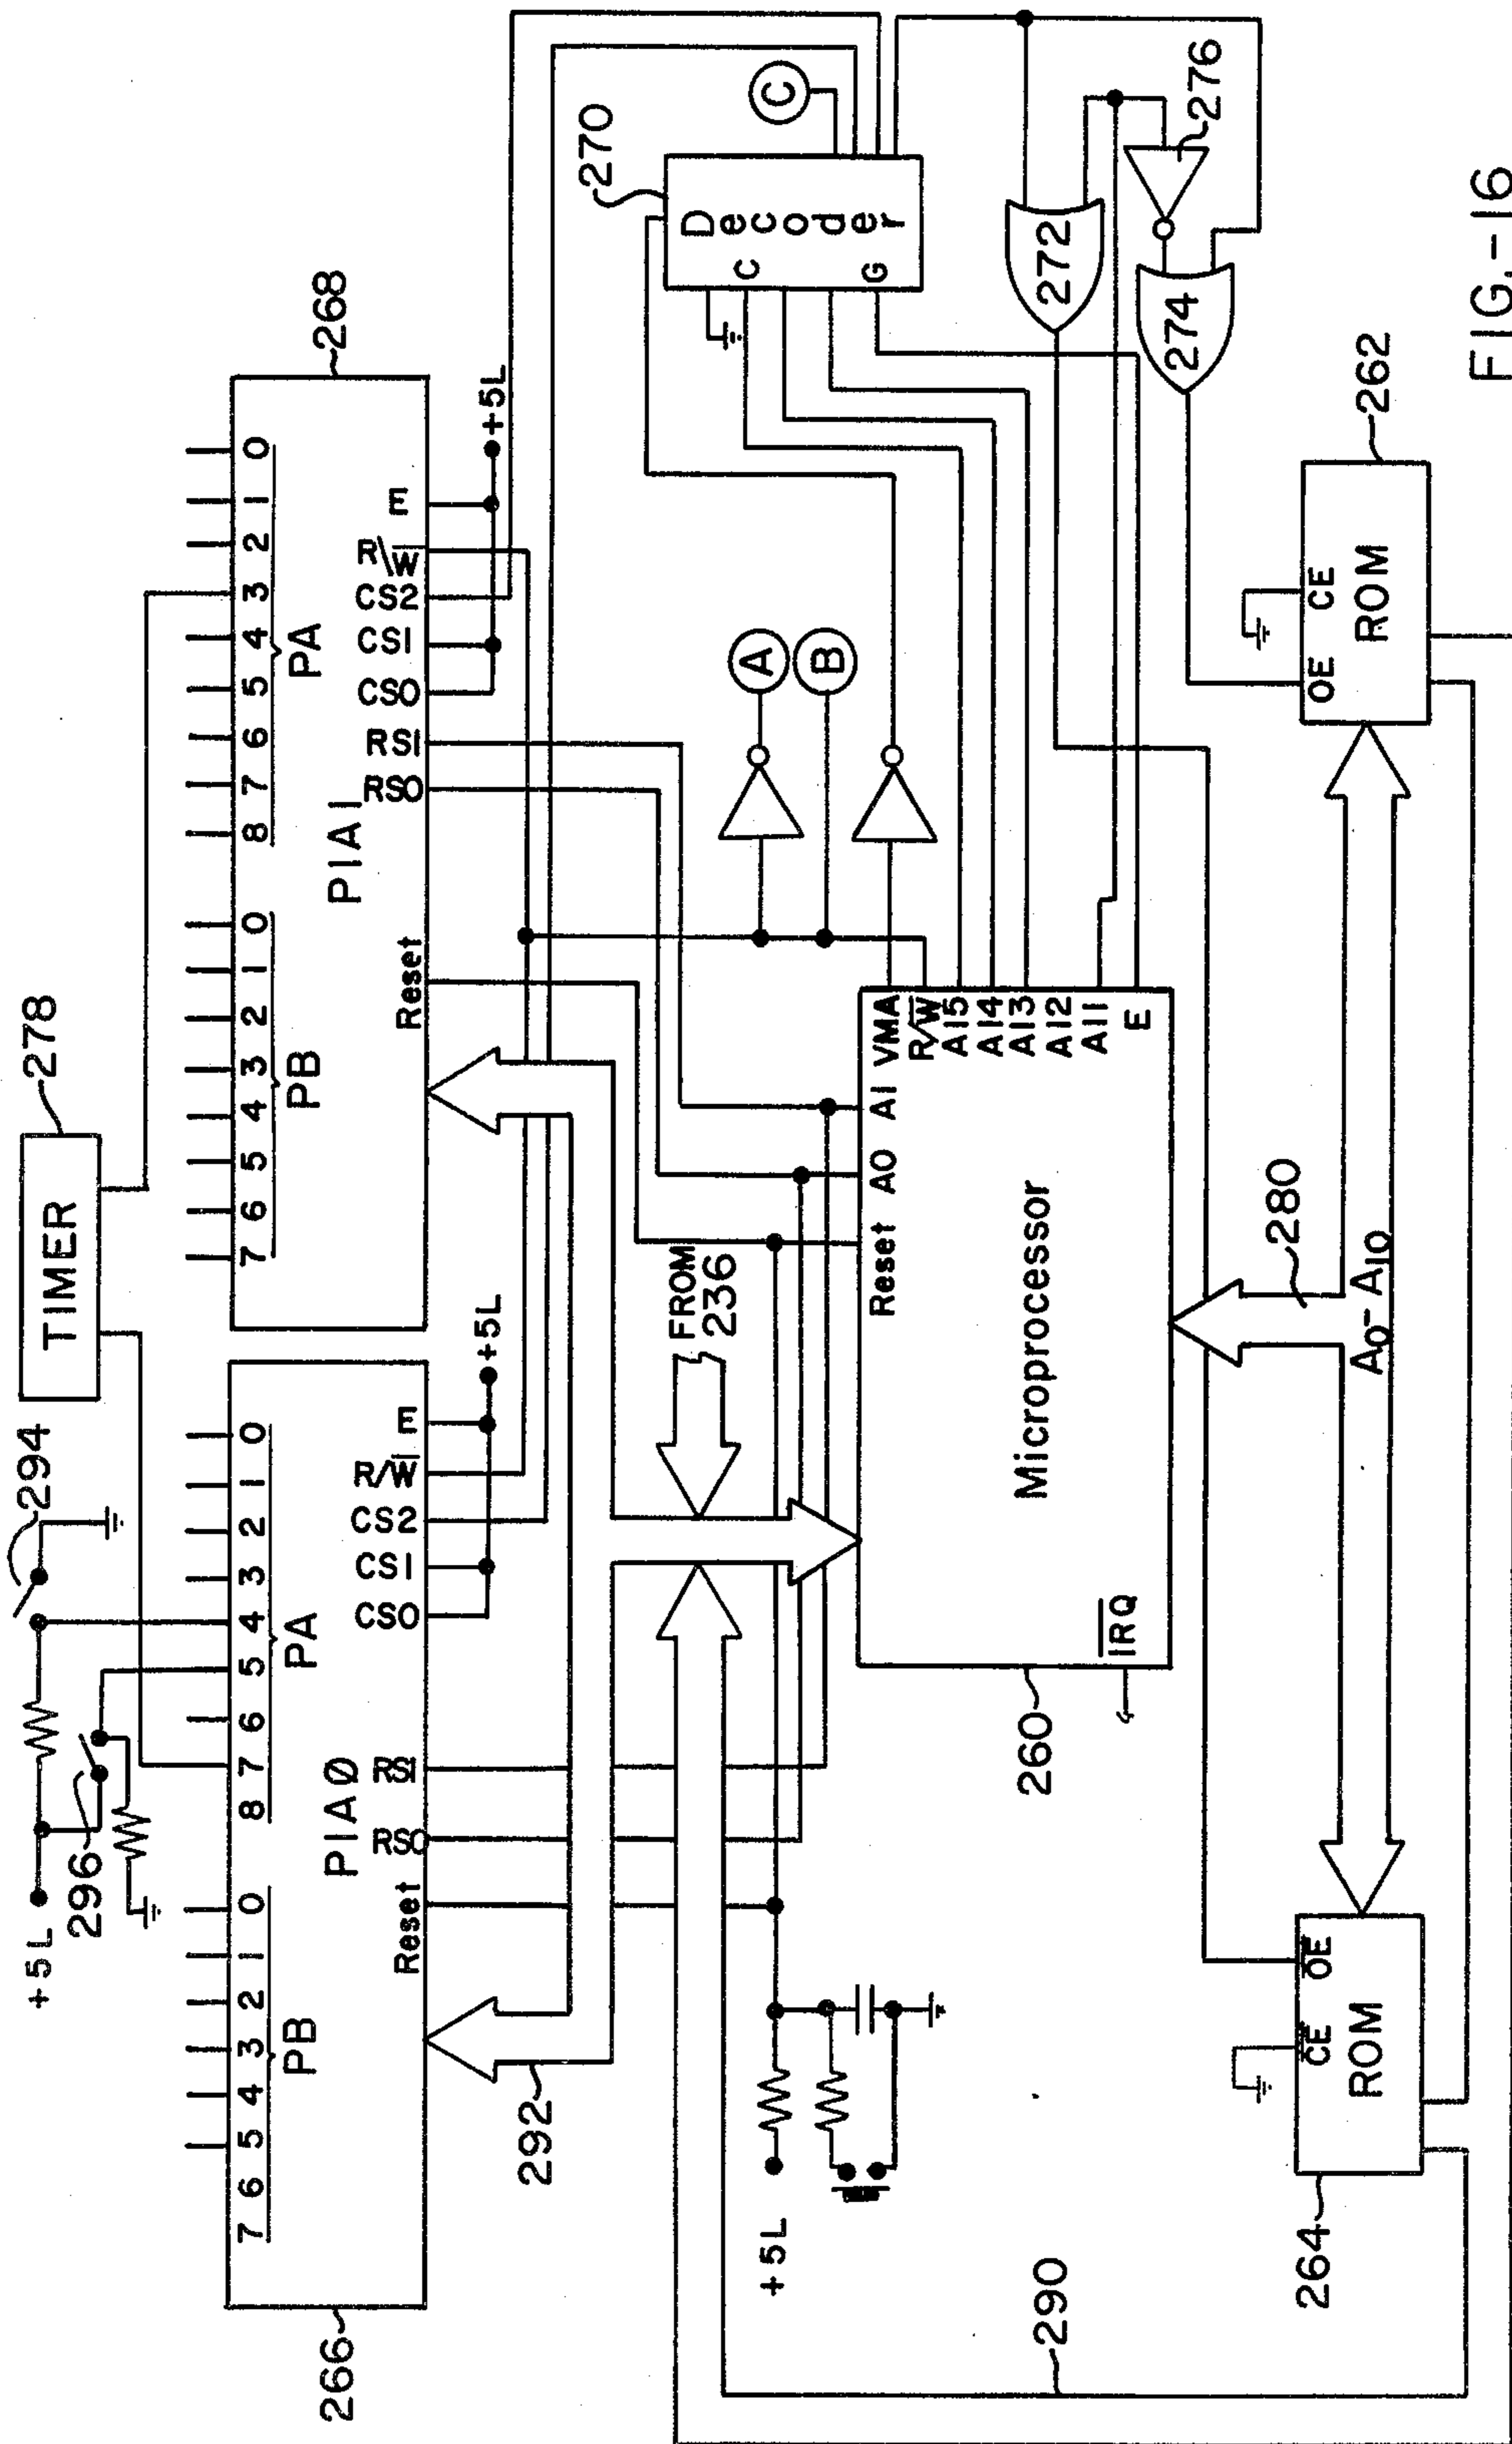 294
+5L
296
TIMER
278
266
7 6 5 4 3 2 1 0
PB
8 7 6 5 4 3 2 1 0
PA
PIAØ
Reset
RS0
RS1
CS0
CS1
CS2
R/W̅
E
+5L
268
7 6 5 4 3 2 1 0
PB
8 7 6 5 4 3 2 1 0
PA
PIA1
Reset
RS0
RS1
CS0
CS1
CS2
R\W̅
E
+5L
292
FROM
236
+5L
290
A
B
C
270
Decoder
C
G
272
274
276
260
Microprocessor
I̅R̅Q̅
Reset
A0
A1
VMA
R/W̅
A15
A14
A13
A12
A11
E
280
A0-A10
264
ROM
C̅E̅
O̅E̅
262
ROM
OE
CE
FIG.-16